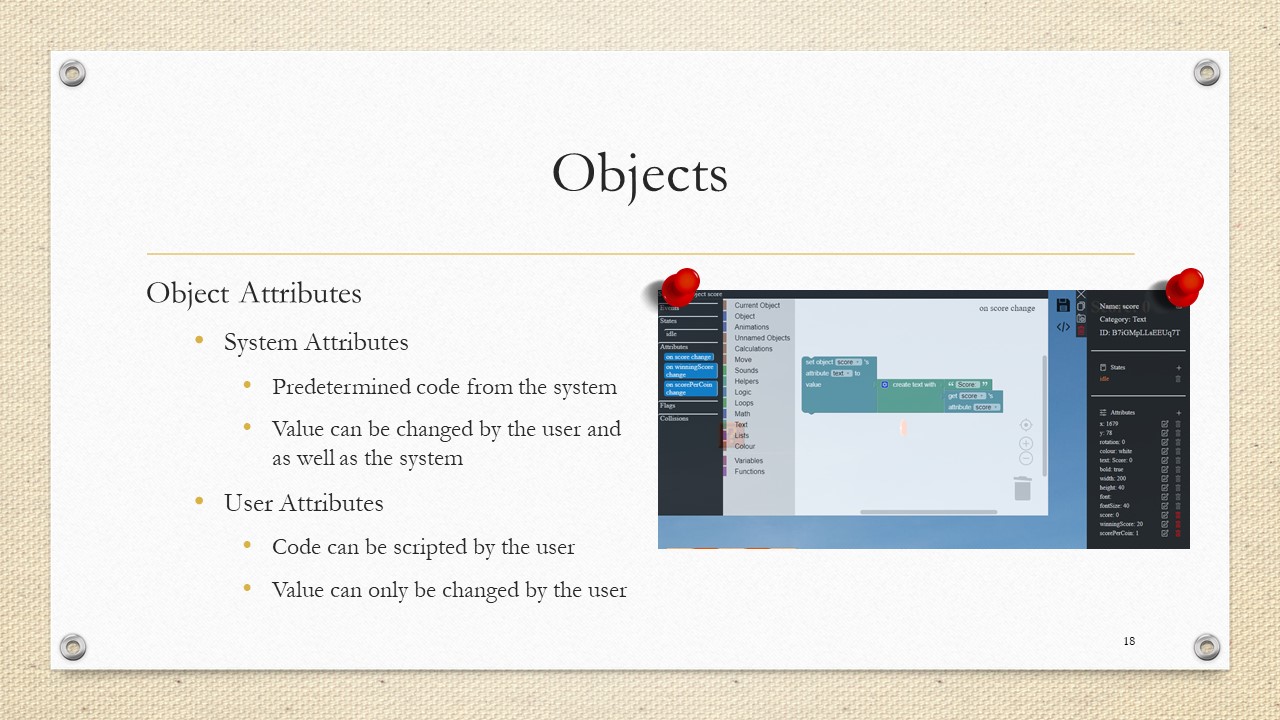 Objects
Object Attributes
System Attributes
Predetermined code from the system
Value can be changed by the user and
as well as the system
User Attributes
Code can be scripted by the user
Value can only be changed by the user
score
States
idle
Attributes
on score change
on winningScore
change
on scorePerCoin
change
Flags
Collisions
Current Object
Object
Animations
Unnamed Objects
Calculations
Move
Sounds
Helpers
Logic
Loops
Math
Text
Lists
Colour
Variables
Functions
on score change
set object score 's
attribute text to
value
create text with “ Score: ”
get score 's
attribute score
</>
Name: score
Category: Text
ID: B7iGMpLLsEEUq7T
States +
idle
Attributes +
x: 1679
y: 78
rotation: 0
colour: white
text: Score: 0
bold: true
width: 200
height: 40
font:
fontSize: 40
score: 0
winningScore: 20
scorePerCoin: 1
18